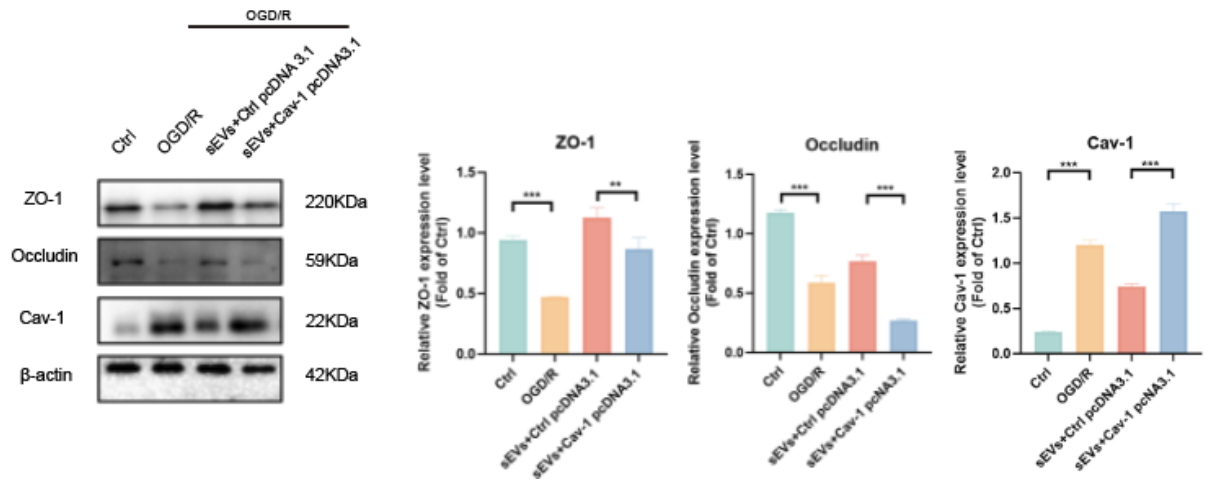 OGD/R
Ctrl
OGD/R
sEVs+Ctrl pcDNA 3.1
sEVs+Cav-1 pcDNA3.1
ZO-1
220KDa
Occludin
59KDa
Cav-1
22KDa
β-actin
42KDa
ZO-1
Relative ZO-1 expression level
(Fold of Ctrl)
1.5
1.0
0.5
0.0
***
**
Ctrl
OGD/R
sEVs+Ctrl pcDNA3.1
sEVs+Cav-1 pcDNA3.1
Occludin
Relative Occludin expression level
(Fold of Ctrl)
1.5
1.0
0.5
0.0
***
***
Ctrl
OGD/R
sEVs+Ctrl pcDNA3.1
sEVs+Cav-1 pcNA3.1
Cav-1
Relative Cav-1 expression level
(Fold of Ctrl)
2.0
1.5
1.0
0.5
0.0
***
***
Ctrl
OGD/R
sEVs+Ctrl pcDNA3.1
sEVs+Cav-1 pcNA3.1